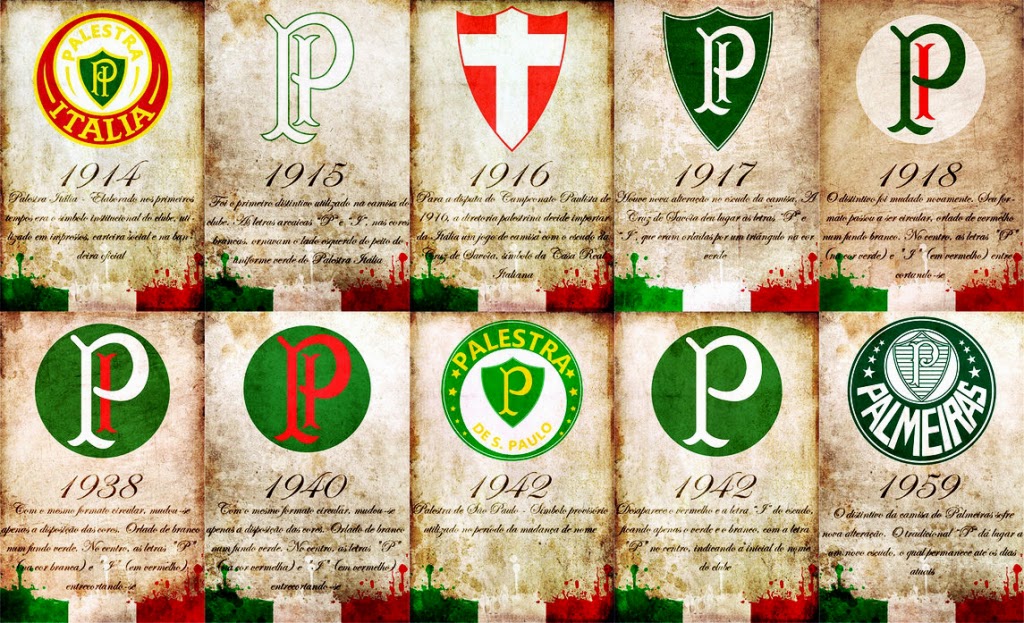 PALESTRA
ITALIA
PI
1914
Palestra Itália - Elaborado nos primeiros
tempos era o símbolo institucional do clube, uti-
lizado em impressos, carteira social e na ban-
deira oficial
PI
1915
Foi o primeiro distintivo utilizado na camisa do
clube. As letras arcaicas "P" e "I", nas cores
brancas, ornavam o lado esquerdo do peito do
uniforme verde do Palestra Itália
1916
Para a disputa do Campeonato Paulista de
1916, a diretoria palestrina decide importar
da Itália um jogo de camisa com o escudo da
Cruz de Savóia, símbolo da Casa Real
Italiana
PI
1917
Houve nova alteração no escudo da camisa. A
Cruz de Savóia deu lugar às letras "P" e
"I", que eram orladas por um triângulo na cor
verde
PI
1918
O distintivo foi mudado novamente. Seu for-
mato passou a ser circular, orlado de vermelho
num fundo branco. No centro, as letras "P"
(na cor verde) e "I" (em vermelho) entre
cortando-se
PI
1938
Com o mesmo formato circular, mudou-se
apenas a disposição das cores. Orlado de branco
num fundo verde. No centro, as letras "P"
(na cor branca) e "I" (em vermelho)
entrecortando-se
PI
1940
Com o mesmo formato circular, mudou-se
apenas a disposição das cores. Orlado de branco
num fundo verde. No centro, as letras "P"
(na cor vermelho) e "I" (em vermelho)
entrecortando-se
PALESTRA
P
DE S. PAULO
1942
Palestra de São Paulo - Símbolo provisório
utilizado no período da mudança de nome
P
1942
Desaparece o vermelho e a letra "I" do escudo,
ficando apenas o verde e o branco, com a letra
"P" no centro, indicando a inicial do nome
do clube
PI
PALMEIRAS
1959
O distintivo da camisa do Palmeiras sofre
nova alteração. O tradicional "P" dá lugar a
um novo escudo, o qual permanece até os dias
atuais